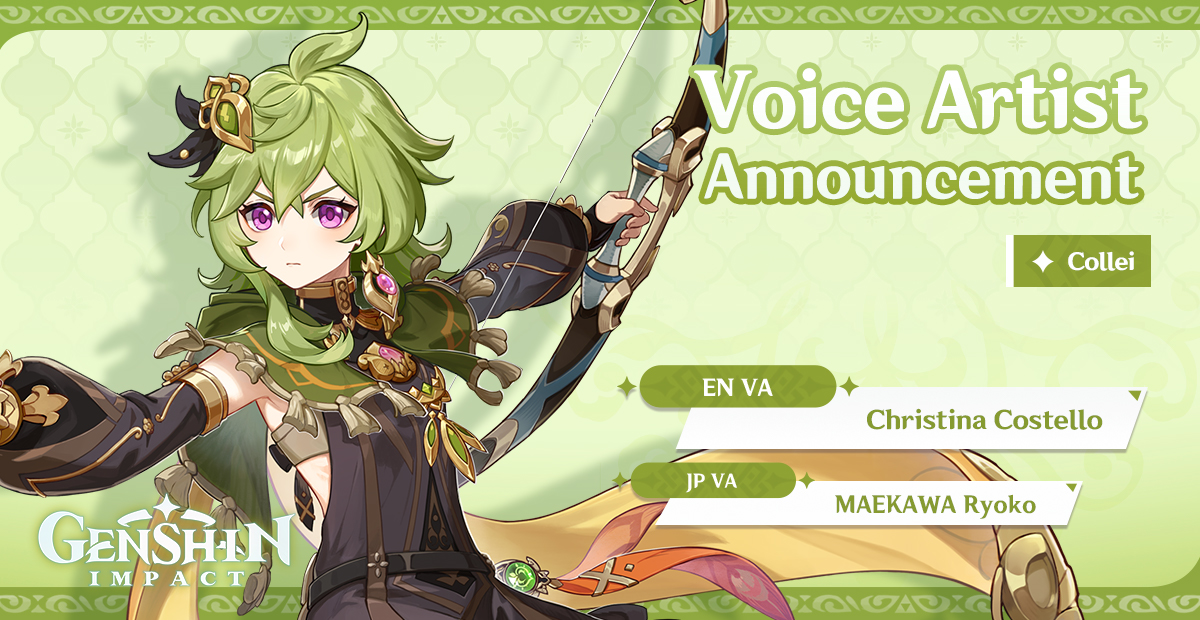 Voice Artist
Announcement
Collei
EN VA
Christina Costello
JP VA
MAEKAWA Ryoko
GENSHIN
IMPACT